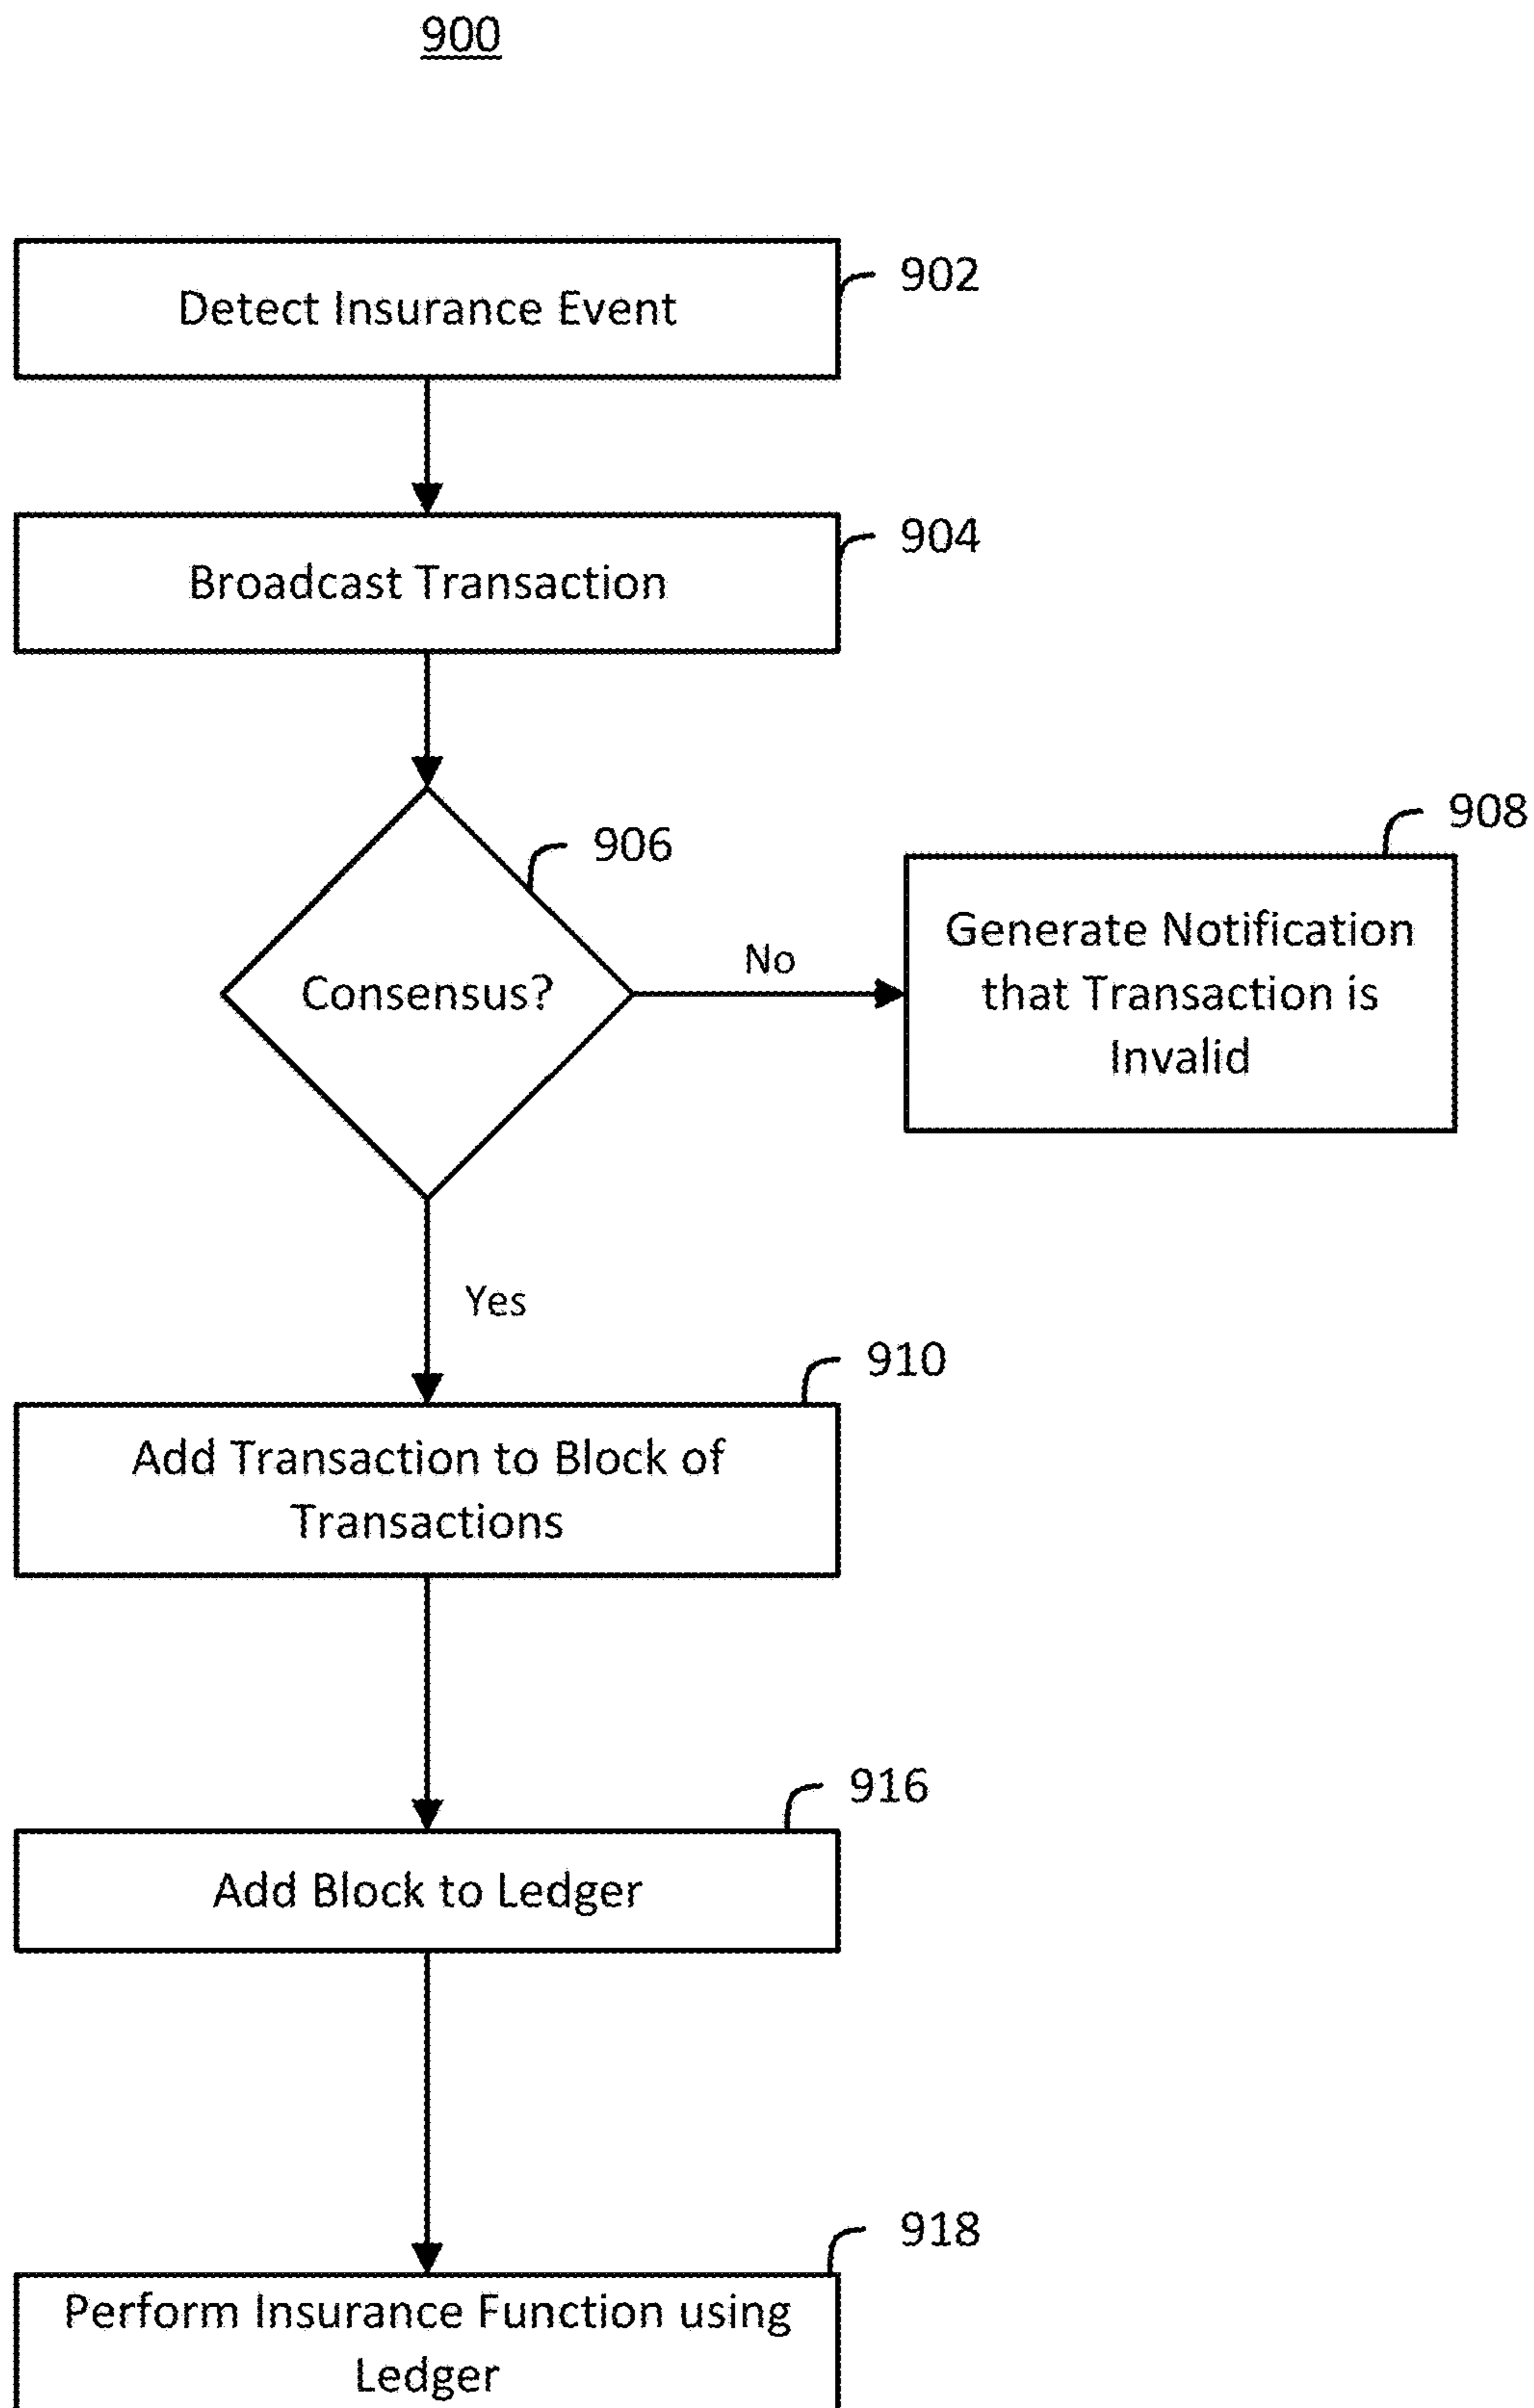 900
902
Detect Insurance Event
904
Broadcast Transaction
906
Consensus?
No
908
Generate Notification
that Transaction is
Invalid
Yes
910
Add Transaction to Block of
Transactions
916
Add Block to Ledger
918
Perform Insurance Function using
Ledger